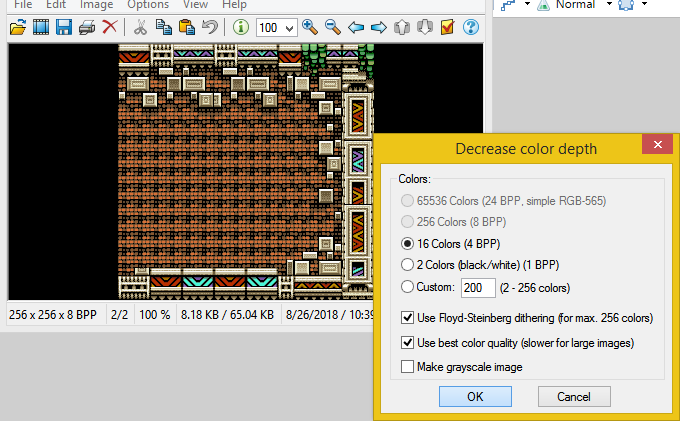 File Edit Image Options View Help
Normal
100
Decrease color depth
Colors:
65536 Colors (24 BPP, simple RGB-565)
256 Colors (8 BPP)
16 Colors (4 BPP)
2 Colors (black/white) (1 BPP)
Custom: 200 (2 - 256 colors)
Use Floyd-Steinberg dithering (for max. 256 colors)
Use best color quality (slower for large images)
Make grayscale image
OK Cancel
256 x 256 x 8 BPP 2/2 100 % 8.18 KB / 65.04 KB 8/26/2018 / 10:39